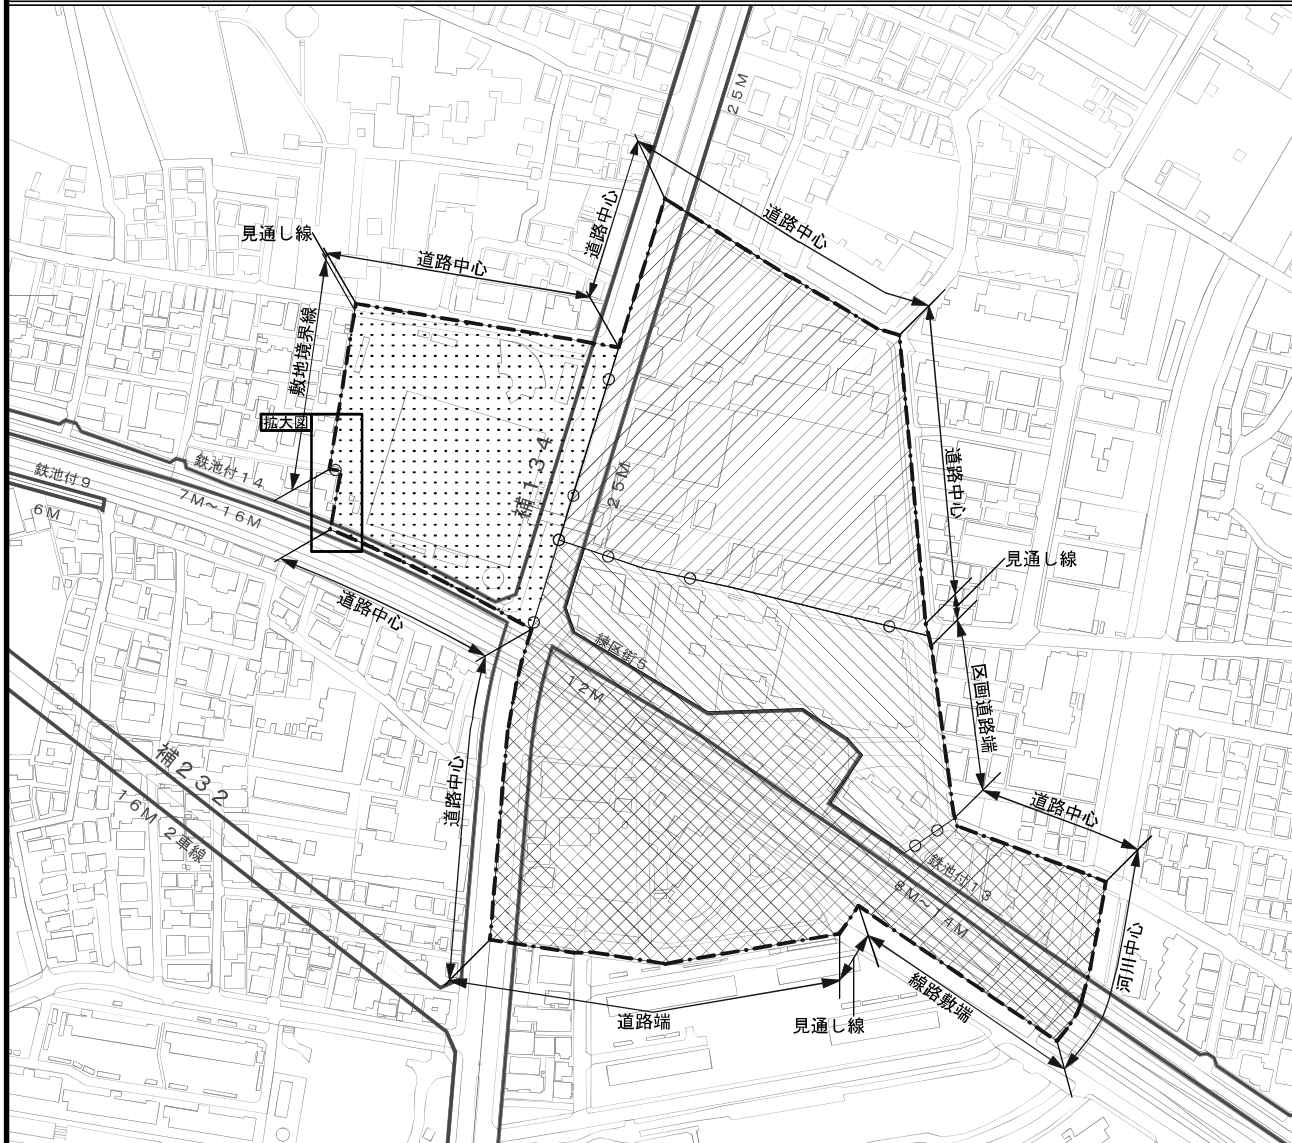 25M
道路中心
道路中心
見通し線
道路中心
敷地境界線
拡大図
鉄池付14
鉄池付9
7M〜16M
6M
補134
25M
道路中心
見通し線
道路中心
練区街5
12M
区画道路端
補232
16M 2車線
道路中心
道路中心
鉄池付13
8M〜14M
河川中心
線路敷端
道路端
見通し線